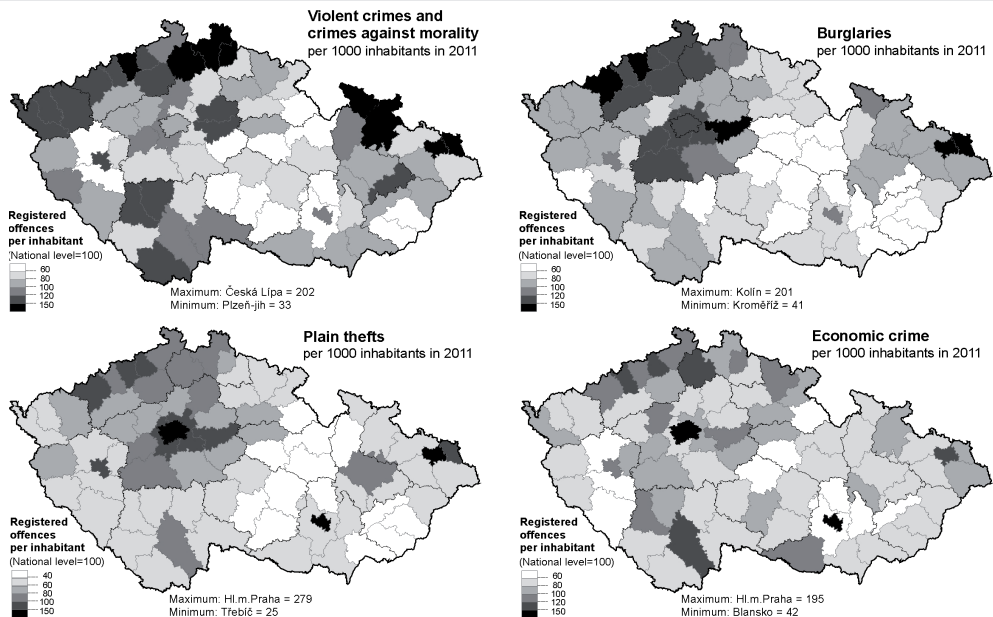 Violent crimes and
crimes against morality
per 1000 inhabitants in 2011
Registered
offences
per inhabitant
(National level=100)
60
80
100
120
150
Maximum: Česká Lípa = 202
Minimum: Plzeň-jih = 33
Burglaries
per 1000 inhabitants in 2011
Registered
offences
per inhabitant
(National level=100)
60
80
100
120
150
Maximum: Kolín = 201
Minimum: Kroměříž = 41
Plain thefts
per 1000 inhabitants in 2011
Registered
offences
per inhabitant
(National level=100)
40
60
80
100
150
Maximum: Hl.m.Praha = 279
Minimum: Třebíč = 25
Economic crime
per 1000 inhabitants in 2011
Registered
offences
per inhabitant
(National level=100)
60
80
100
120
150
Maximum: Hl.m.Praha = 195
Minimum: Blansko = 42